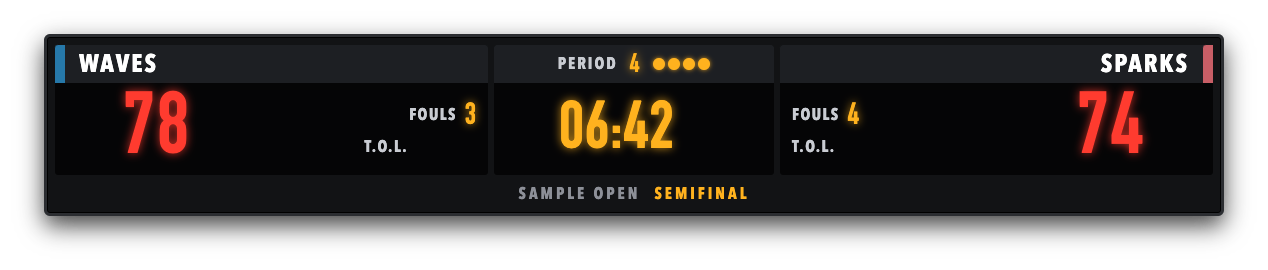 WAVES
78
FOULS 3
T.O.L.
PERIOD 4
06:42
SPARKS
FOULS 4
T.O.L.
74
SAMPLE OPEN SEMIFINAL